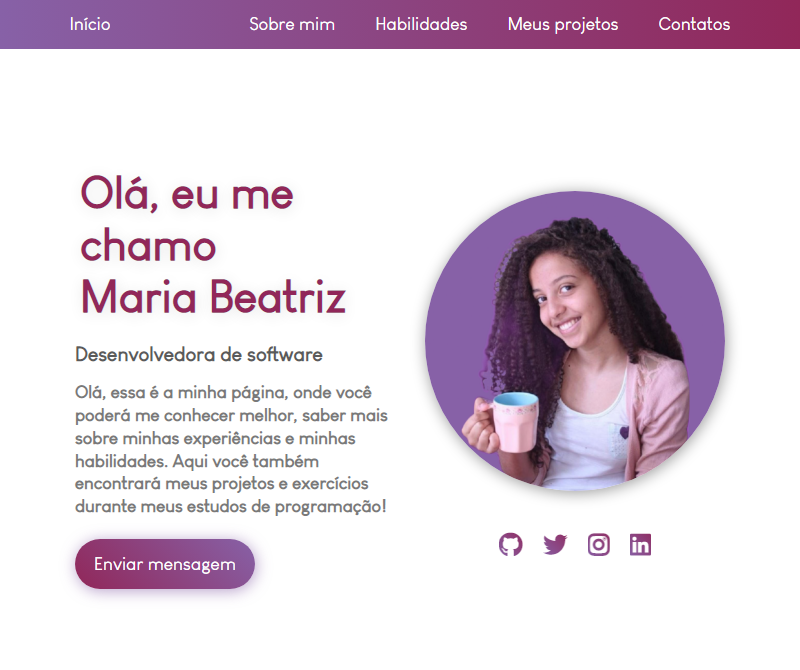 Início
Sobre mim
Habilidades
Meus projetos
Contatos
Olá, eu me
chamo
Maria Beatriz
Desenvolvedora de software
Olá, essa é a minha página, onde você
poderá me conhecer melhor, saber mais
sobre minhas experiências e minhas
habilidades. Aqui você também
encontrará meus projetos e exercícios
durante meus estudos de programação!
Enviar mensagem
in